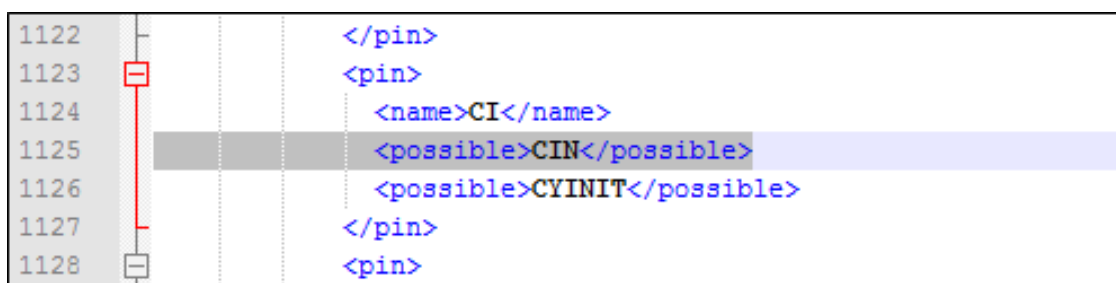 1122 </pin>
1123 <pin>
1124 <name>CI</name>
1125 <possible>CIN</possible>
1126 <possible>CYINIT</possible>
1127 </pin>
1128 <pin>